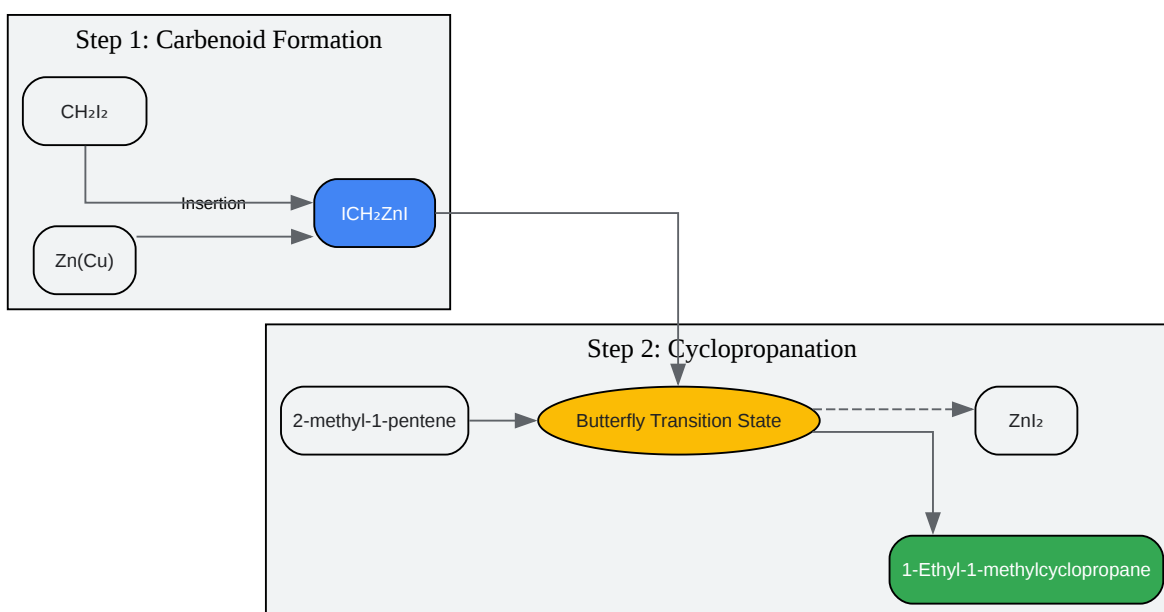 Step 1: Carbenoid Formation
CH₂I₂
Insertion
ICH₂ZnI
Zn(Cu)
Step 2: Cyclopropanation
2-methyl-1-pentene
Butterfly Transition State
ZnI₂
1-Ethyl-1-methylcyclopropane